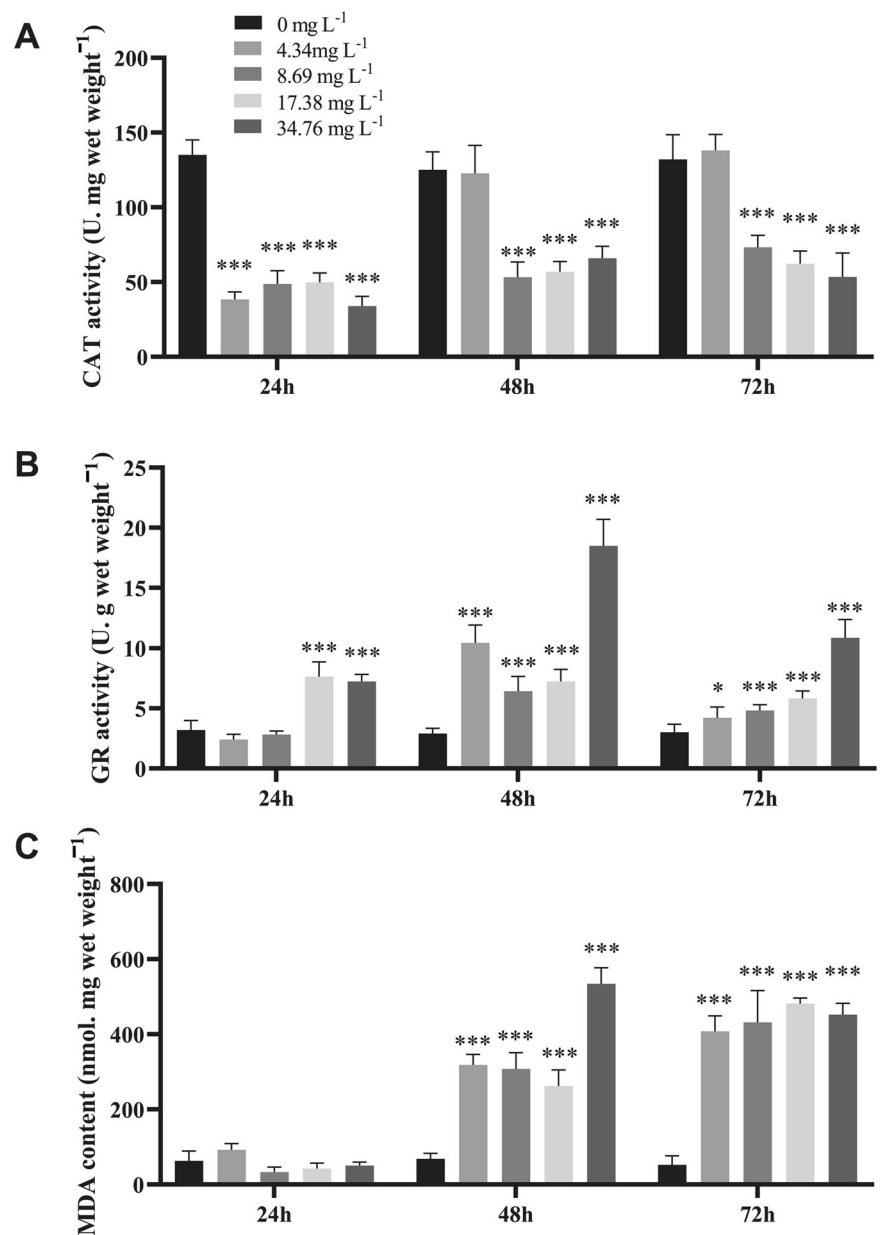 A
0 mg L⁻¹
4.34mg L⁻¹
8.69 mg L⁻¹
17.38 mg L⁻¹
34.76 mg L⁻¹
CAT activity (U. mg wet weight⁻¹)
200
150
100
50
0
*** *** *** ***
*** *** ***
*** *** ***
24h 48h 72h
B
GR activity (U. g wet weight⁻¹)
25
20
15
10
5
0
*** ***
*** *** *** ***
* *** *** ***
24h 48h 72h
C
MDA content (nmol. mg wet weight⁻¹)
800
600
400
200
0
*** *** *** ***
*** *** *** ***
24h 48h 72h